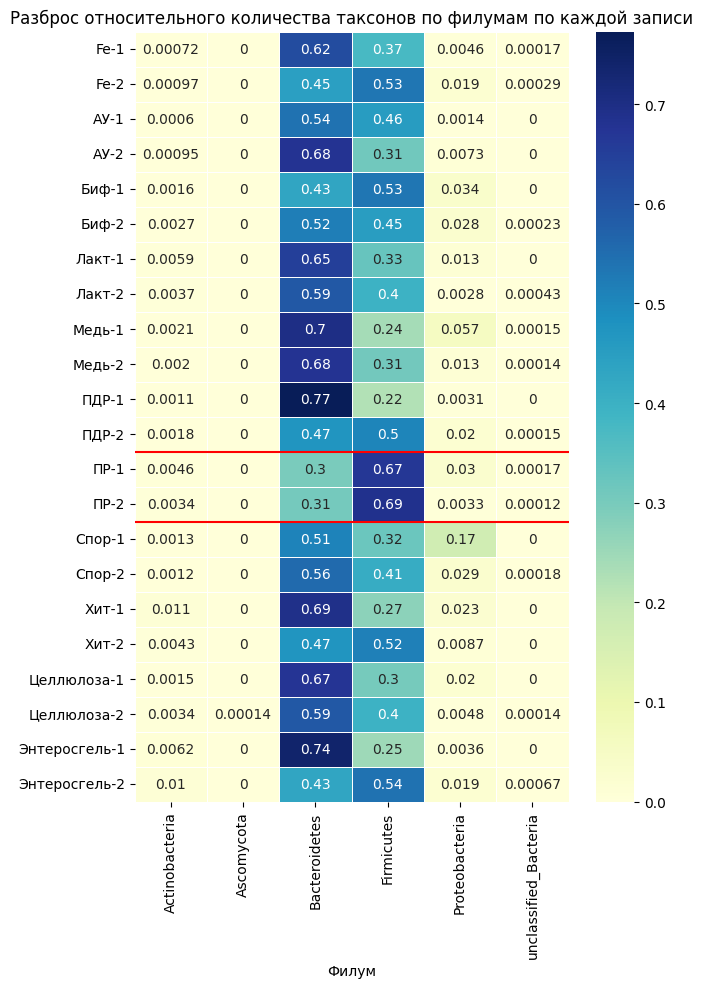 Разброс относительного количества таксонов по филумам по каждой записи
Fe-1 0.00072 0 0.62 0.37 0.0046 0.00017
Fe-2 0.00097 0 0.45 0.53 0.019 0.00029
АУ-1 0.0006 0 0.54 0.46 0.0014 0
АУ-2 0.00095 0 0.68 0.31 0.0073 0
Биф-1 0.0016 0 0.43 0.53 0.034 0
Биф-2 0.0027 0 0.52 0.45 0.028 0.00023
Лакт-1 0.0059 0 0.65 0.33 0.013 0
Лакт-2 0.0037 0 0.59 0.4 0.0028 0.00043
Медь-1 0.0021 0 0.7 0.24 0.057 0.00015
Медь-2 0.002 0 0.68 0.31 0.013 0.00014
ПДР-1 0.0011 0 0.77 0.22 0.0031 0
ПДР-2 0.0018 0 0.47 0.5 0.02 0.00015
ПР-1 0.0046 0 0.3 0.67 0.03 0.00017
ПР-2 0.0034 0 0.31 0.69 0.0033 0.00012
Спор-1 0.0013 0 0.51 0.32 0.17 0
Спор-2 0.0012 0 0.56 0.41 0.029 0.00018
Хит-1 0.011 0 0.69 0.27 0.023 0
Хит-2 0.0043 0 0.47 0.52 0.0087 0
Целлюлоза-1 0.0015 0 0.67 0.3 0.02 0
Целлюлоза-2 0.0034 0.00014 0.59 0.4 0.0048 0.00014
Энтеросгель-1 0.0062 0 0.74 0.25 0.0036 0
Энтеросгель-2 0.01 0 0.43 0.54 0.019 0.00067
Actinobacteria
Ascomycota
Bacteroidetes
Firmicutes
Proteobacteria
unclassified_Bacteria
Филум
0.7
0.6
0.5
0.4
0.3
0.2
0.1
0.0